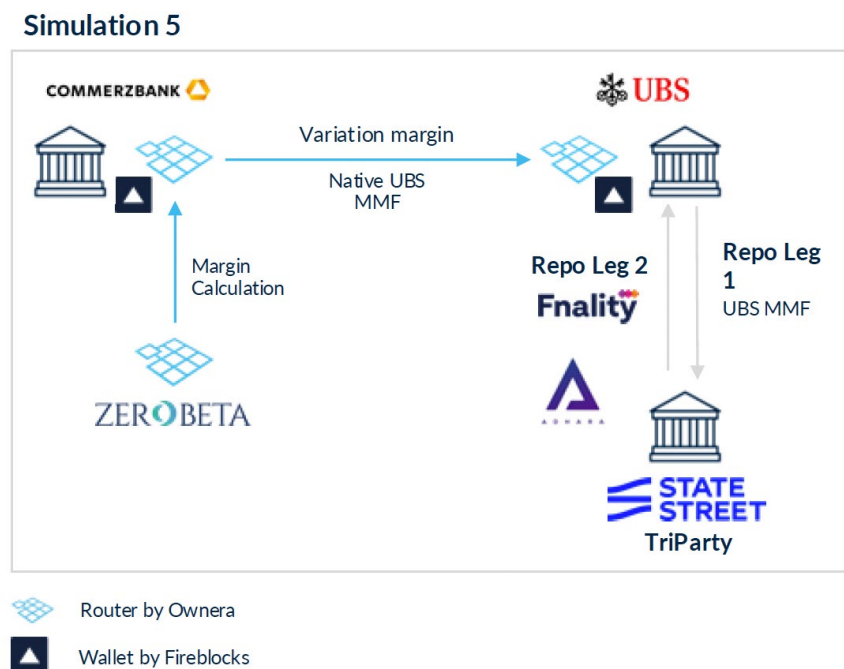 Simulation 5
COMMERZBANK
UBS
Variation margin
Native UBS
MMF
Margin
Calculation
Repo Leg 2
Fnality
Repo Leg
1
UBS MMF
ZEROBETA
ADHARA
STATE
STREET
TriParty
Router by Ownera
Wallet by Fireblocks